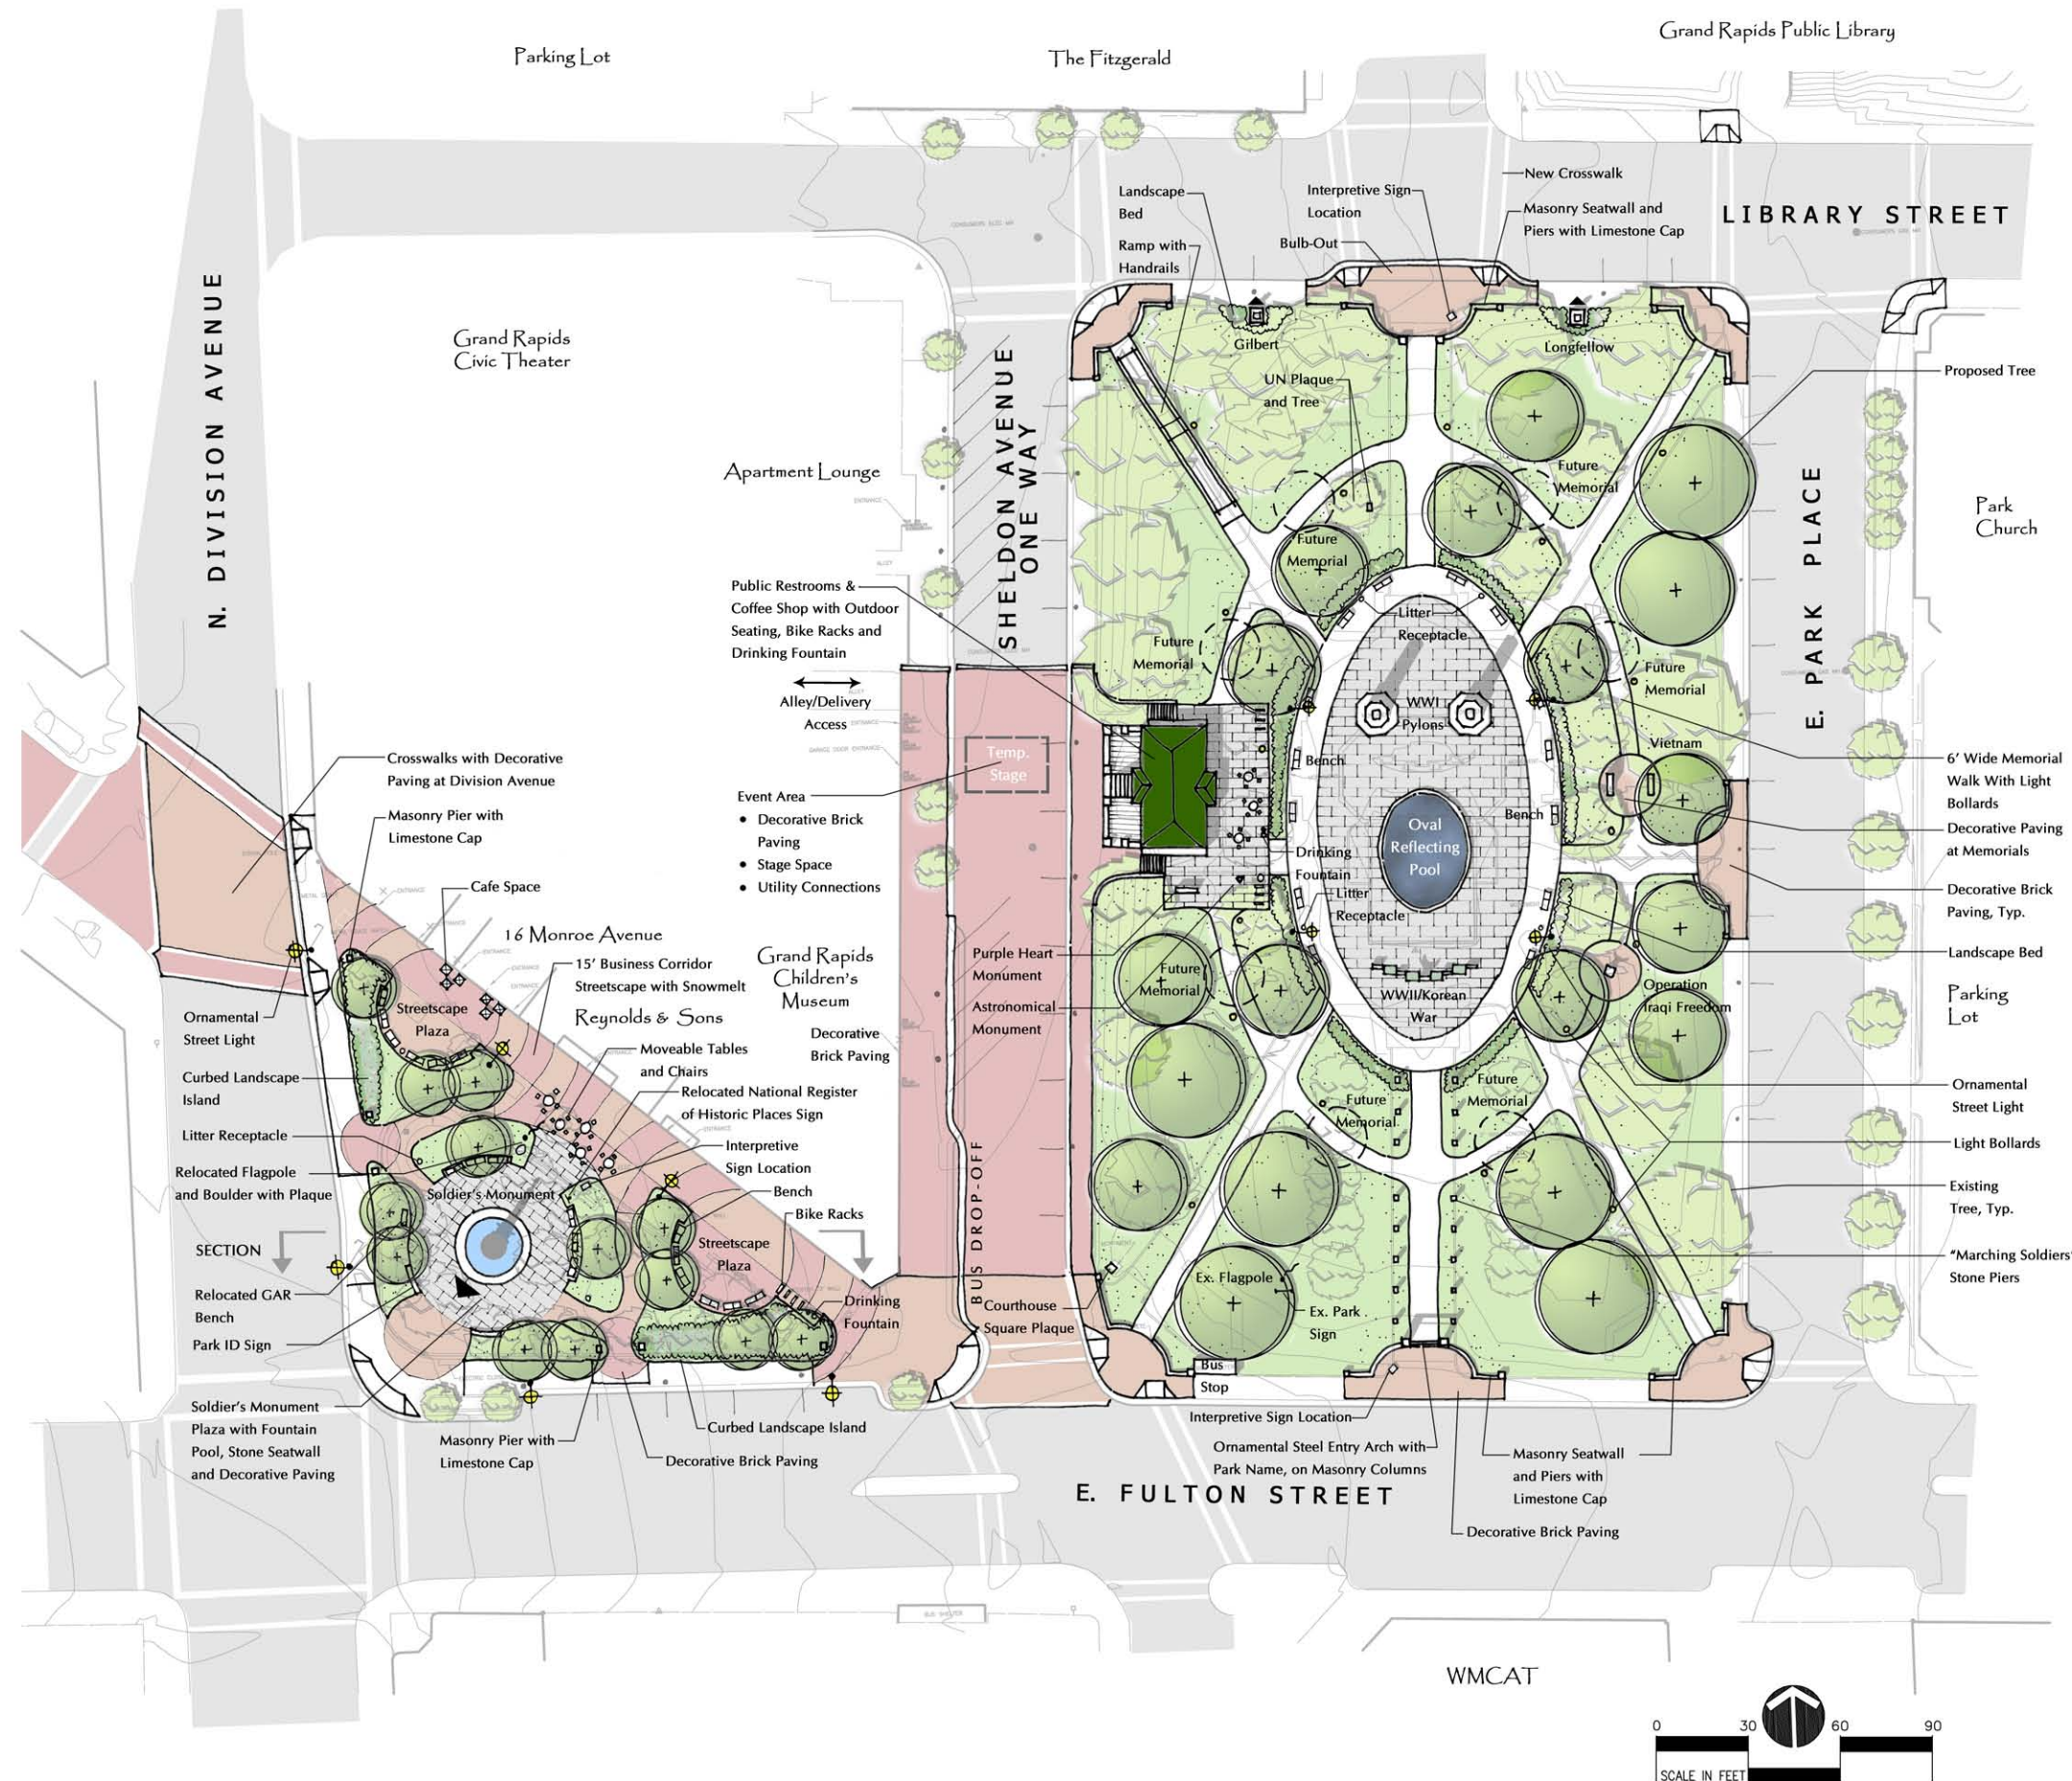 Grand Rapids Public Library
Parking Lot
The Fitzgerald
New Crosswalk
Landscape
Bed
Interpretive Sign
Location
Masonry Seatwall and
Piers with Limestone Cap
LIBRARY STREET
Ramp with
Handrails
Bulb-Out
N. DIVISION AVENUE
Grand Rapids
Civic Theater
Gilbert
Longfellow
SHELDON AVENUE
ONE WAY
UN Plaque
and Tree
Proposed Tree
Apartment Lounge
Future
Memorial
E. PARK PLACE
Park
Church
Future
Memorial
Public Restrooms &
Coffee Shop with Outdoor
Seating, Bike Racks and
Drinking Fountain
Litter
Receptacle
Future
Memorial
Future
Memorial
Alley/Delivery
Access
WWI
Pylons
Vietnam
Temp.
Stage
Bench
Crosswalks with Decorative
Paving at Division Avenue
6' Wide Memorial
Walk With Light
Bollards
Event Area
• Decorative Brick
Paving
• Stage Space
• Utility Connections
Masonry Pier with
Limestone Cap
Bench
Oval
Reflecting
Pool
Decorative Paving
at Memorials
Drinking
Fountain
Cafe Space
Litter
Receptacle
Decorative Brick
Paving, Typ.
16 Monroe Avenue
15' Business Corridor
Streetscape with Snowmelt
Grand Rapids
Children's
Museum
Purple Heart
Monument
Landscape Bed
Future
Memorial
Operation
Iraqi Freedom
Parking
Lot
WWII/Korean
War
Streetscape
Plaza
Ornamental
Street Light
Reynolds & Sons
Astronomical
Monument
Decorative
Brick Paving
Moveable Tables
and Chairs
Curbed Landscape
Island
Relocated National Register
of Historic Places Sign
Future
Memorial
Future
Memorial
Ornamental
Street Light
Litter Receptacle
Interpretive
Sign Location
Light Bollards
Relocated Flagpole
and Boulder with Plaque
Soldier's Monument
Bench
Bike Racks
Existing
Tree, Typ.
SECTION
Streetscape
Plaza
BUS DROP-OFF
"Marching Soldiers"
Stone Piers
Ex. Flagpole
Relocated GAR
Bench
Drinking
Fountain
Courthouse
Square Plaque
Ex. Park
Sign
Park ID Sign
Bus
Stop
Soldier's Monument
Plaza with Fountain
Pool, Stone Seatwall
and Decorative Paving
Masonry Pier with
Limestone Cap
Curbed Landscape Island
Decorative Brick Paving
Interpretive Sign Location
Ornamental Steel Entry Arch with
Park Name, on Masonry Columns
Masonry Seatwall
and Piers with
Limestone Cap
E. FULTON STREET
Decorative Brick Paving
BUS SHELTER
WMCAT
0 30 60 90
SCALE IN FEET